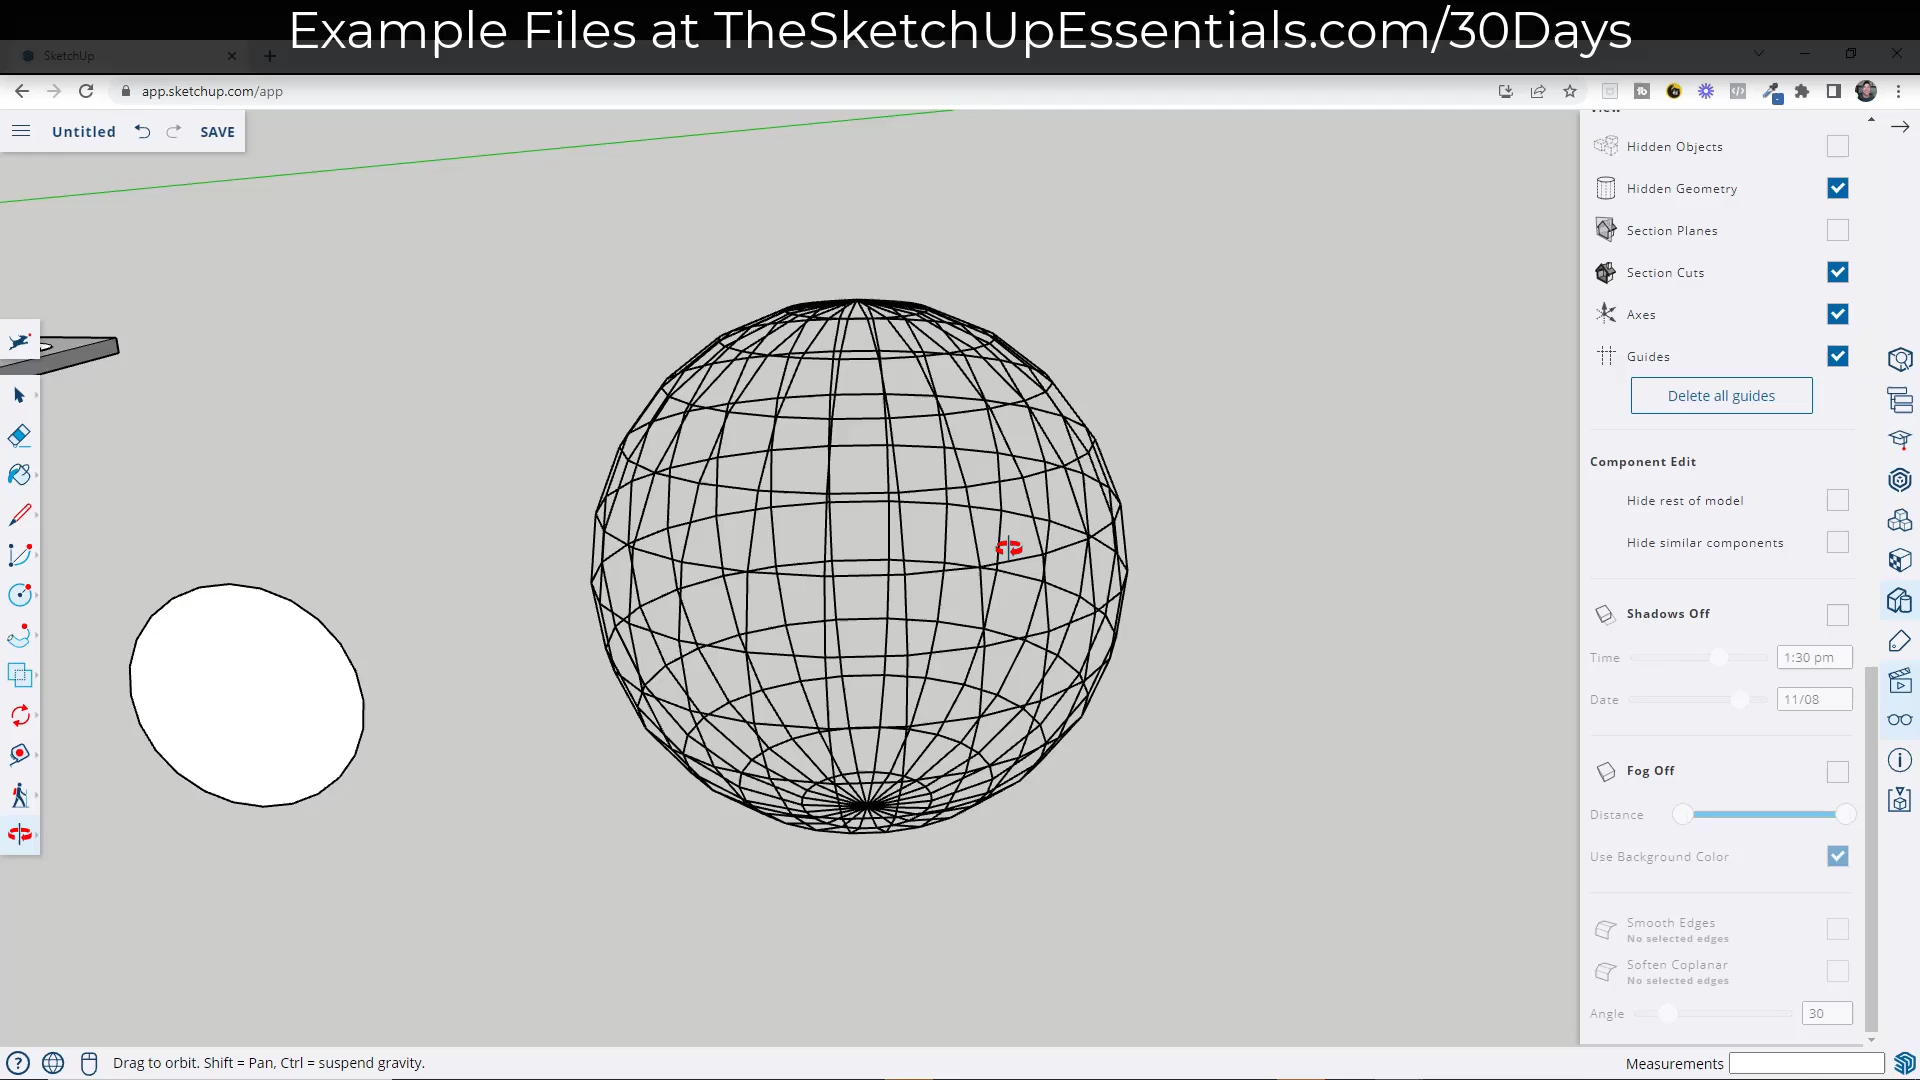 Example Files at TheSketchUpEssentials.com/30Days
SketchUp
app.sketchup.com/app
Untitled
SAVE
Hidden Objects
Hidden Geometry
Section Planes
Section Cuts
Axes
Guides
Delete all guides
Component Edit
Hide rest of model
Hide similar components
Shadows Off
Time
1:30 pm
Date
11/08
Fog Off
Distance
Use Background Color
Smooth Edges
No selected edges
Soften Coplanar
No selected edges
Angle
30
Drag to orbit. Shift = Pan, Ctrl = suspend gravity.
Measurements